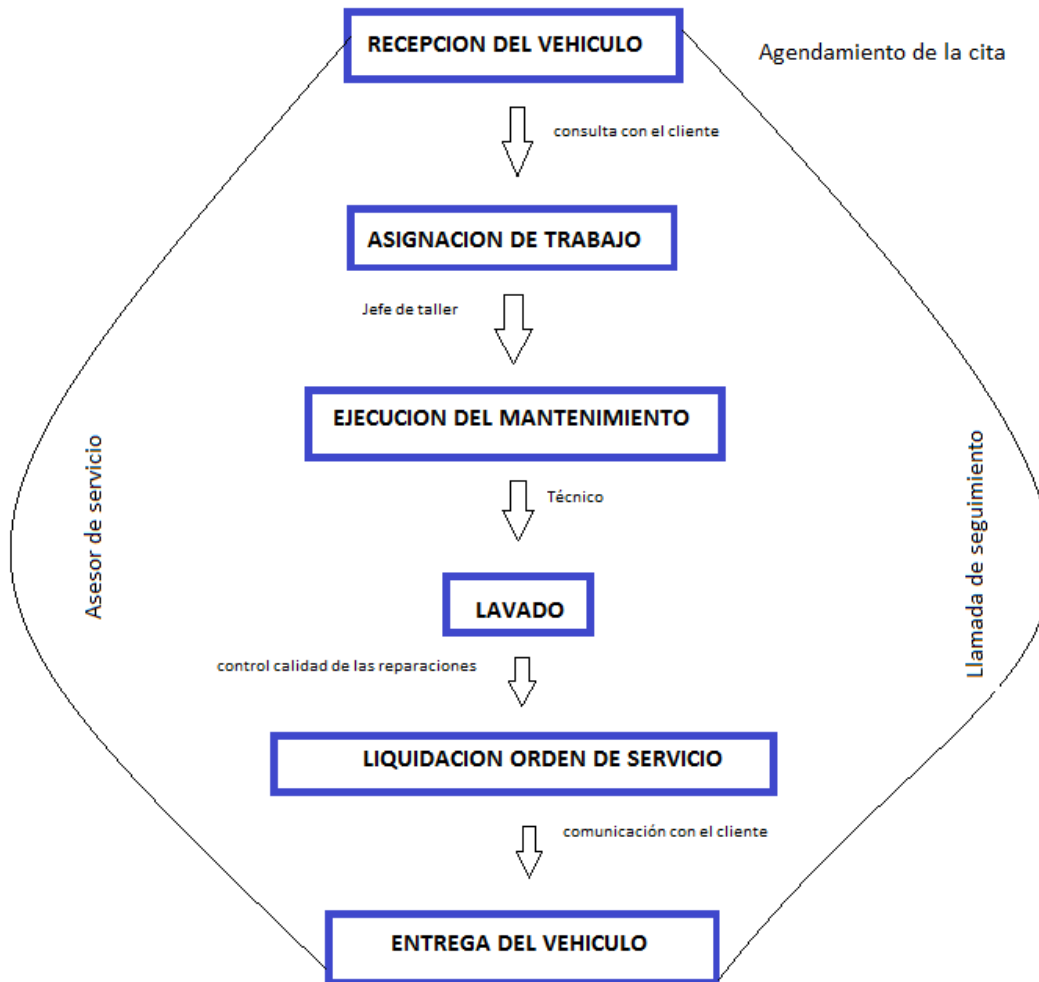 RECEPCION DEL VEHICULO
Agendamiento de la cita
consulta con el cliente
ASIGNACION DE TRABAJO
Jefe de taller
EJECUCION DEL MANTENIMIENTO
Asesor de servicio
Llamada de seguimiento
Técnico
LAVADO
control calidad de las reparaciones
LIQUIDACION ORDEN DE SERVICIO
comunicación con el cliente
ENTREGA DEL VEHICULO